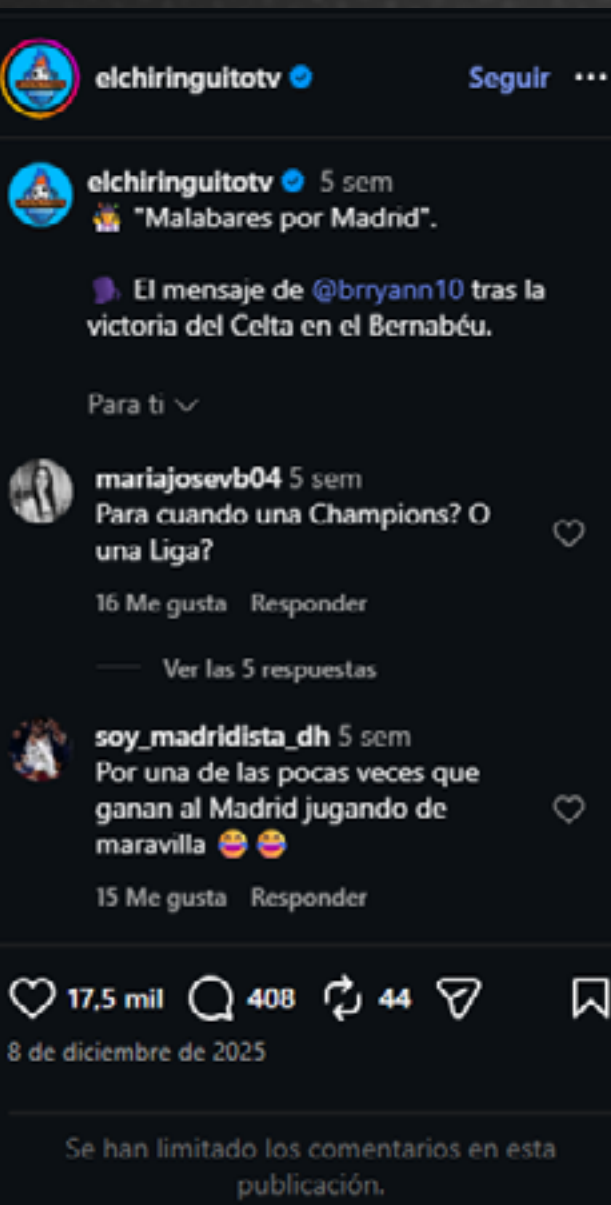 elchiringuitotv
Seguir
elchiringuitotv 5 sem
"Malabares por Madrid".
El mensaje de @brryann10 tras la
victoria del Celta en el Bernabéu.
Para ti
mariajosevb04 5 sem
Para cuando una Champions? O
una Liga?
16 Me gusta Responder
Ver las 5 respuestas
soy_madridista_dh 5 sem
Por una de las pocas veces que
ganan al Madrid jugando de
maravilla 😂😂
15 Me gusta Responder
17,5 mil 408 44
8 de diciembre de 2025
Se han limitado los comentarios en esta
publicación.